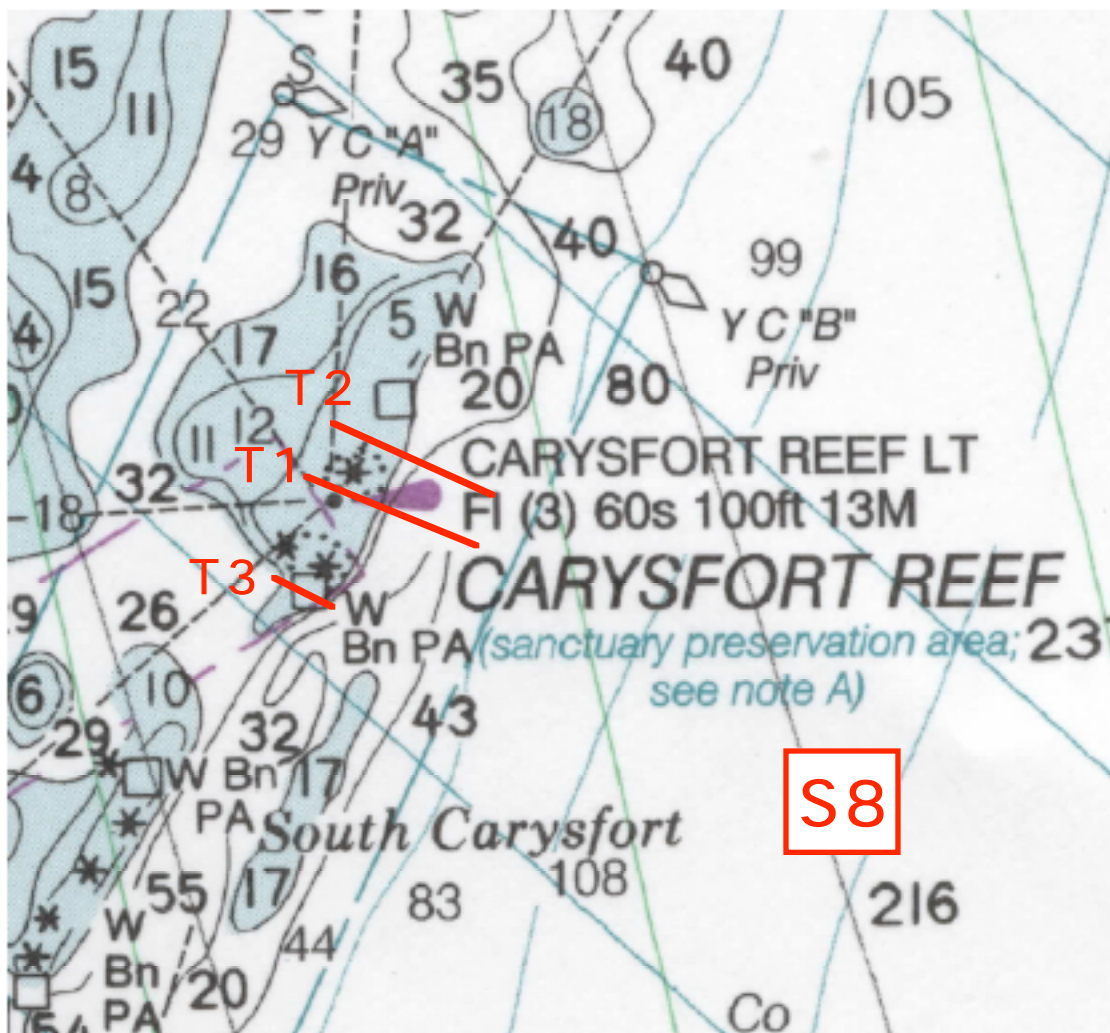 40
35
15
105
18
S
11
29 Y C "A"
4
8
Priv
32
40
99
16
15
22
5
W
Y C "B"
4
17
Bn PA
Priv
T2
20
80
12
11
T1
CARYSFORT REEF LT
32
18
Fl (3) 60s 100ft 13M
T3
CARYSFORT REEF
9
26
W
Bn PA
(sanctuary preservation area;
237
see note A)
6
10
29
32
43
W Bn
17
PA
S8
South Carysfort
108
55
17
83
216
W
44
Bn
20
PA
54
Co